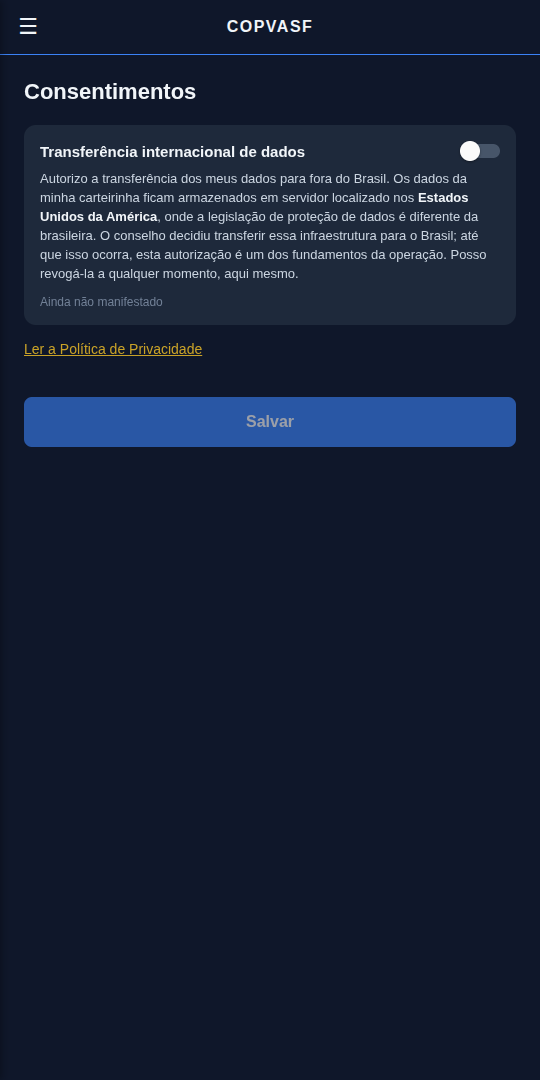 COPVASF
Consentimentos
Transferência internacional de dados
Autorizo a transferência dos meus dados para fora do Brasil. Os dados da
minha carteirinha ficam armazenados em servidor localizado nos Estados
Unidos da América, onde a legislação de proteção de dados é diferente da
brasileira. O conselho decidiu transferir essa infraestrutura para o Brasil; até
que isso ocorra, esta autorização é um dos fundamentos da operação. Posso
revogá-la a qualquer momento, aqui mesmo.
Ainda não manifestado
Ler a Política de Privacidade
Salvar